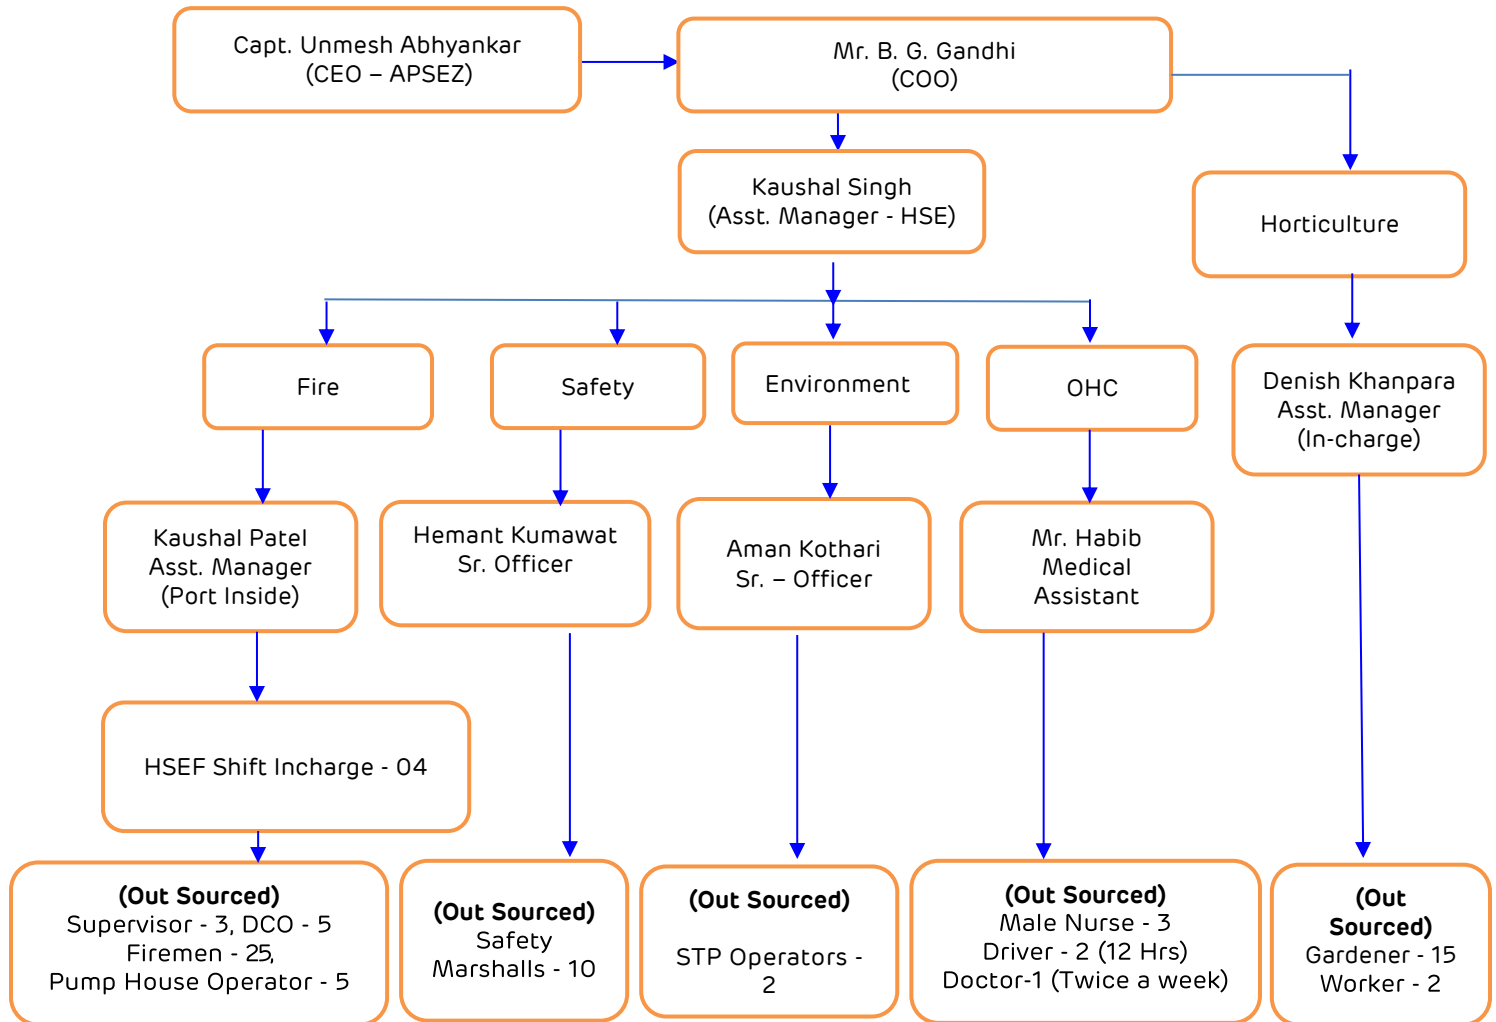 Capt. Unmesh Abhyankar
(CEO – APSEZ)
Mr. B. G. Gandhi
(COO)
Kaushal Singh
(Asst. Manager - HSE)
Horticulture
Fire
Safety
Environment
OHC
Denish Khanpara
Asst. Manager
(In-charge)
Kaushal Patel
Asst. Manager
(Port Inside)
Hemant Kumawat
Sr. Officer
Aman Kothari
Sr. – Officer
Mr. Habib
Medical
Assistant
HSEF Shift Incharge - 04
(Out Sourced)
Supervisor - 3, DCO - 5
Firemen - 25,
Pump House Operator - 5
(Out Sourced)
Safety
Marshalls - 10
(Out Sourced)
STP Operators -
2
(Out Sourced)
Male Nurse - 3
Driver - 2 (12 Hrs)
Doctor-1 (Twice a week)
(Out
Sourced)
Gardener - 15
Worker - 2